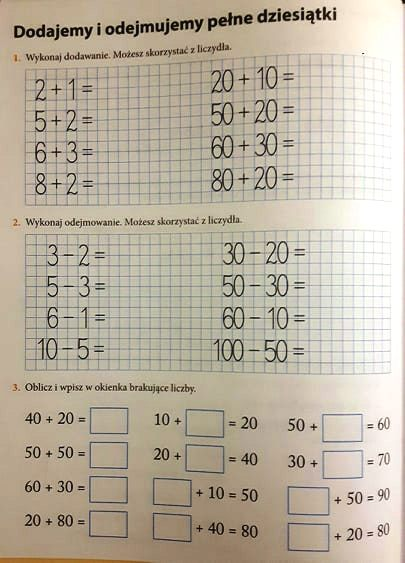 Dodajemy i odejmujemy pełne dziesiątki
1. Wykonaj dodawanie. Możesz skorzystać z liczydła.
2 + 1 = 20 + 10 =
5 + 2 = 50 + 20 =
6 + 3 = 60 + 30 =
8 + 2 = 80 + 20 =
2. Wykonaj odejmowanie. Możesz skorzystać z liczydła.
3 - 2 = 30 - 20 =
5 - 3 = 50 - 30 =
6 - 1 = 60 - 10 =
10 - 5 = 100 - 50 =
3. Oblicz i wpisz w okienka brakujące liczby.
40 + 20 = 10 + = 20 50 + = 60
50 + 50 = 20 + = 40 30 + = 70
60 + 30 = + 10 = 50 + 50 = 90
20 + 80 = + 40 = 80 + 20 = 80